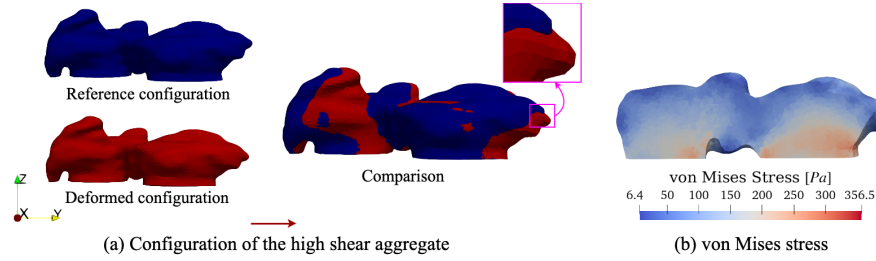 Reference configuration
Deformed configuration
Z
X
Y
Comparison
(a) Configuration of the high shear aggregate
von Mises Stress [Pa]
6.4 50 100 150 200 250 300 356.5
(b) von Mises stress